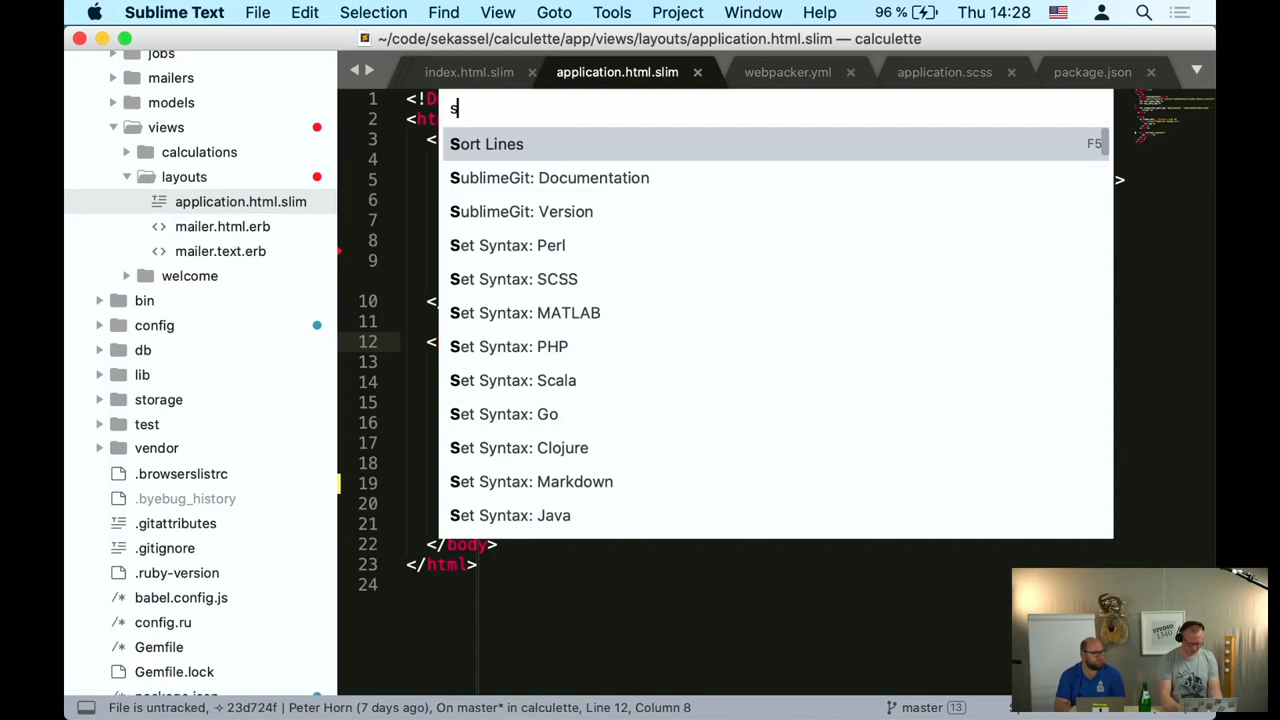 Sublime Text File Edit Selection Find View Goto Tools Project Window Help 96 % Thu 14:28
~/code/sekassel/calculette/app/views/layouts/application.html.slim — calculette
index.html.slim × application.html.slim × webpacker.yml × application.scss × package.json ×
jobs
mailers
models
views
calculations
layouts
application.html.slim
mailer.html.erb
mailer.text.erb
welcome
bin
config
db
lib
storage
test
vendor
.browserslistrc
.byebug_history
.gitattributes
.gitignore
.ruby-version
babel.config.js
config.ru
Gemfile
Gemfile.lock
package.json
s
Sort Lines F5
SublimeGit: Documentation
SublimeGit: Version
Set Syntax: Perl
Set Syntax: SCSS
Set Syntax: MATLAB
Set Syntax: PHP
Set Syntax: Scala
Set Syntax: Go
Set Syntax: Clojure
Set Syntax: Markdown
Set Syntax: Java
1 <!D
2 <ht
3 <
4
5 >
6
7
8
9
10 </
11
12 <
13
14
15
16
17
18
19
20
21
22 </body>
23 </html>
24
STUDIO
1340
File is untracked, 23d724f | Peter Horn (7 days ago), On master* in calculette, Line 12, Column 8 master 13